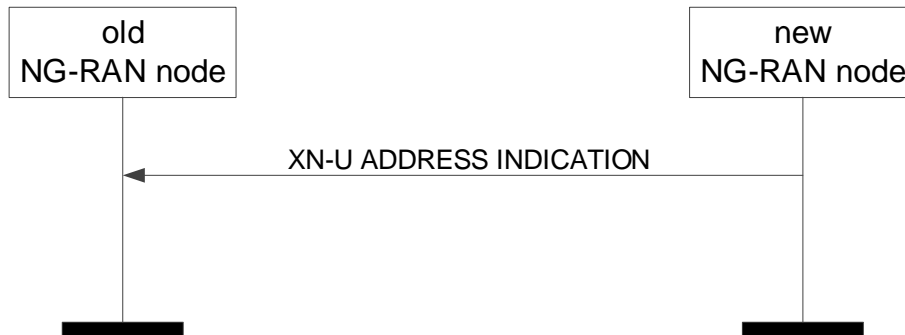 old
NG-RAN node
new
NG-RAN node
XN-U ADDRESS INDICATION